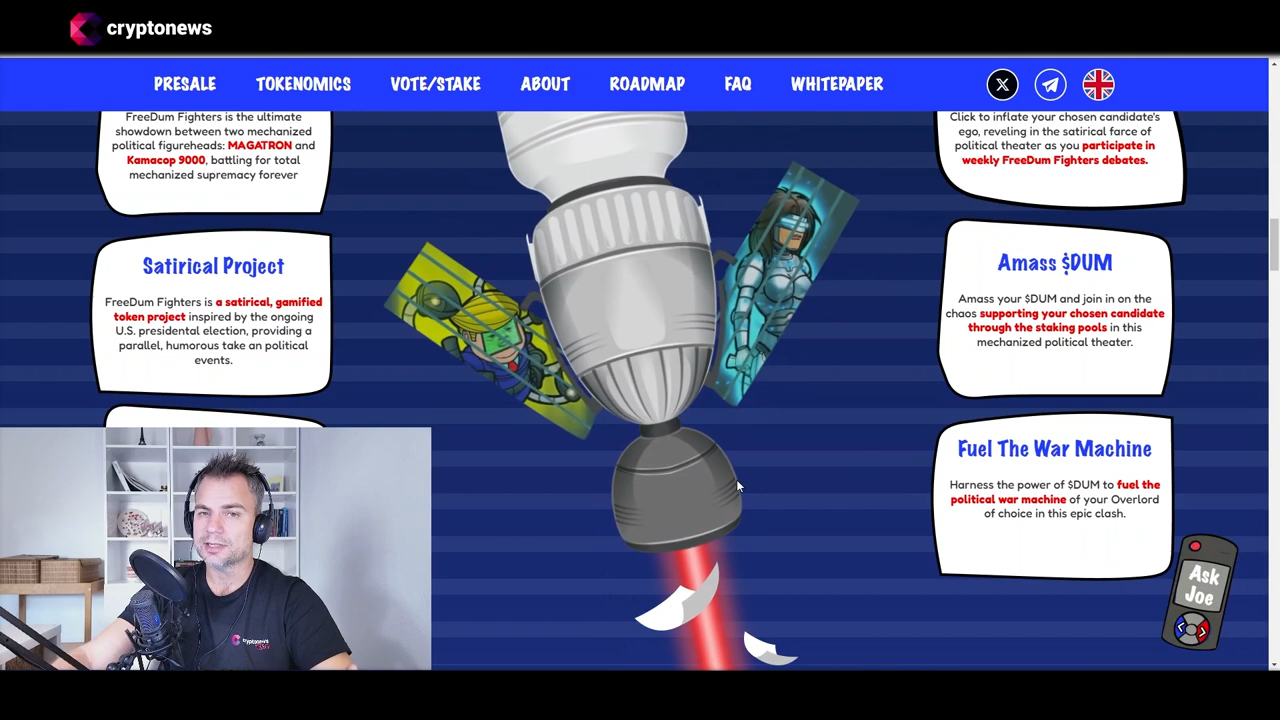 cryptonews
PRESALE TOKENOMICS VOTE/STAKE ABOUT ROADMAP FAQ WHITEPAPER
FreeDum Fighters is the ultimate
showdown between two mechanized
political figureheads: MAGATRON and
Kamacop 9000, battling for total
mechanized supremacy forever
Satirical Project
FreeDum Fighters is a satirical, gamified
token project inspired by the ongoing
U.S. presidential election, providing a
parallel, humorous take an political
events.
Click to inflate your chosen candidate's
ego, reveling in the satirical farce of
political theater as you participate in
weekly FreeDum Fighters debates.
Amass $DUM
Amass your $DUM and join in on the
chaos supporting your chosen candidate
through the staking pools in this
mechanized political theater.
Fuel The War Machine
Harness the power of $DUM to fuel the
political war machine of your Overlord
of choice in this epic clash.
Ask
Joe
cryptonews